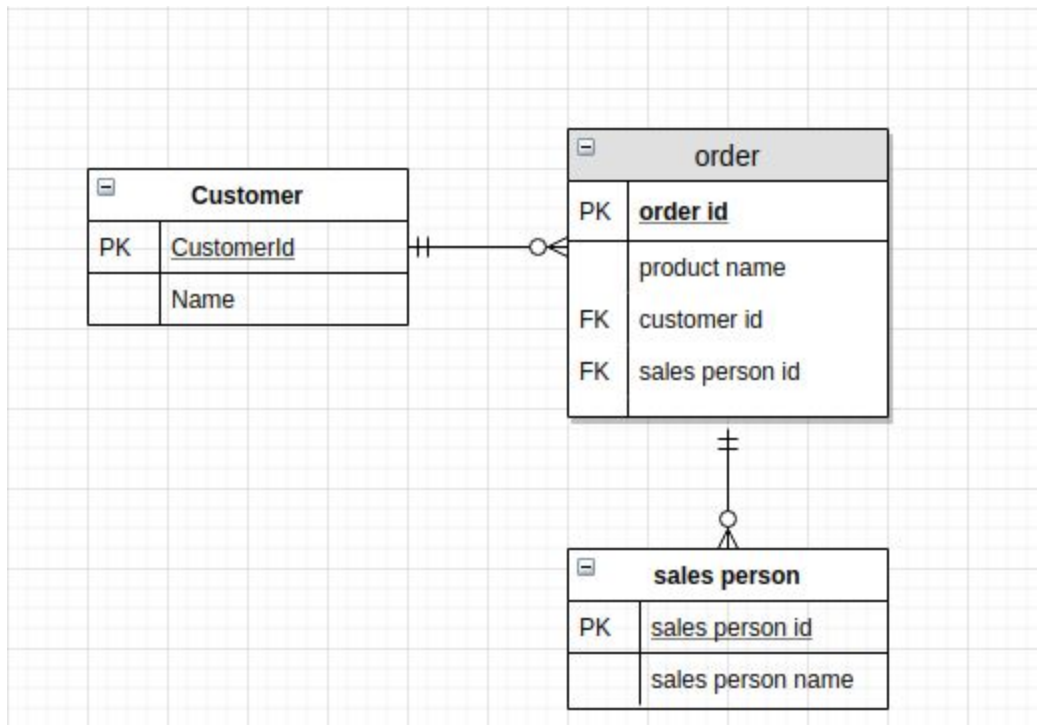 Customer
PK CustomerId
Name
order
PK order id
product name
FK customer id
FK sales person id
sales person
PK sales person id
sales person name